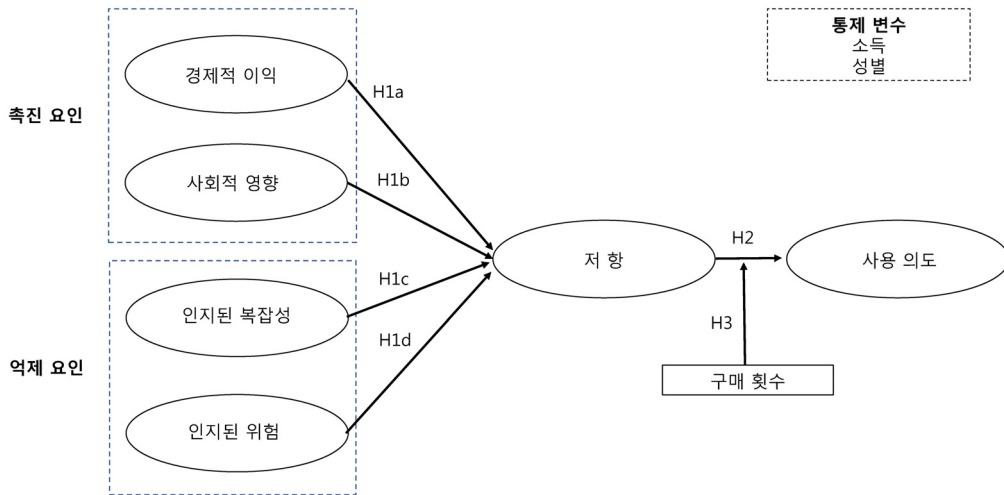 통제 변수
소득
성별
촉진 요인
경제적 이익
사회적 영향
H1a
H1b
억제 요인
인지된 복잡성
인지된 위험
H1c
H1d
저 항
H2
사용 의도
H3
구매 횟수